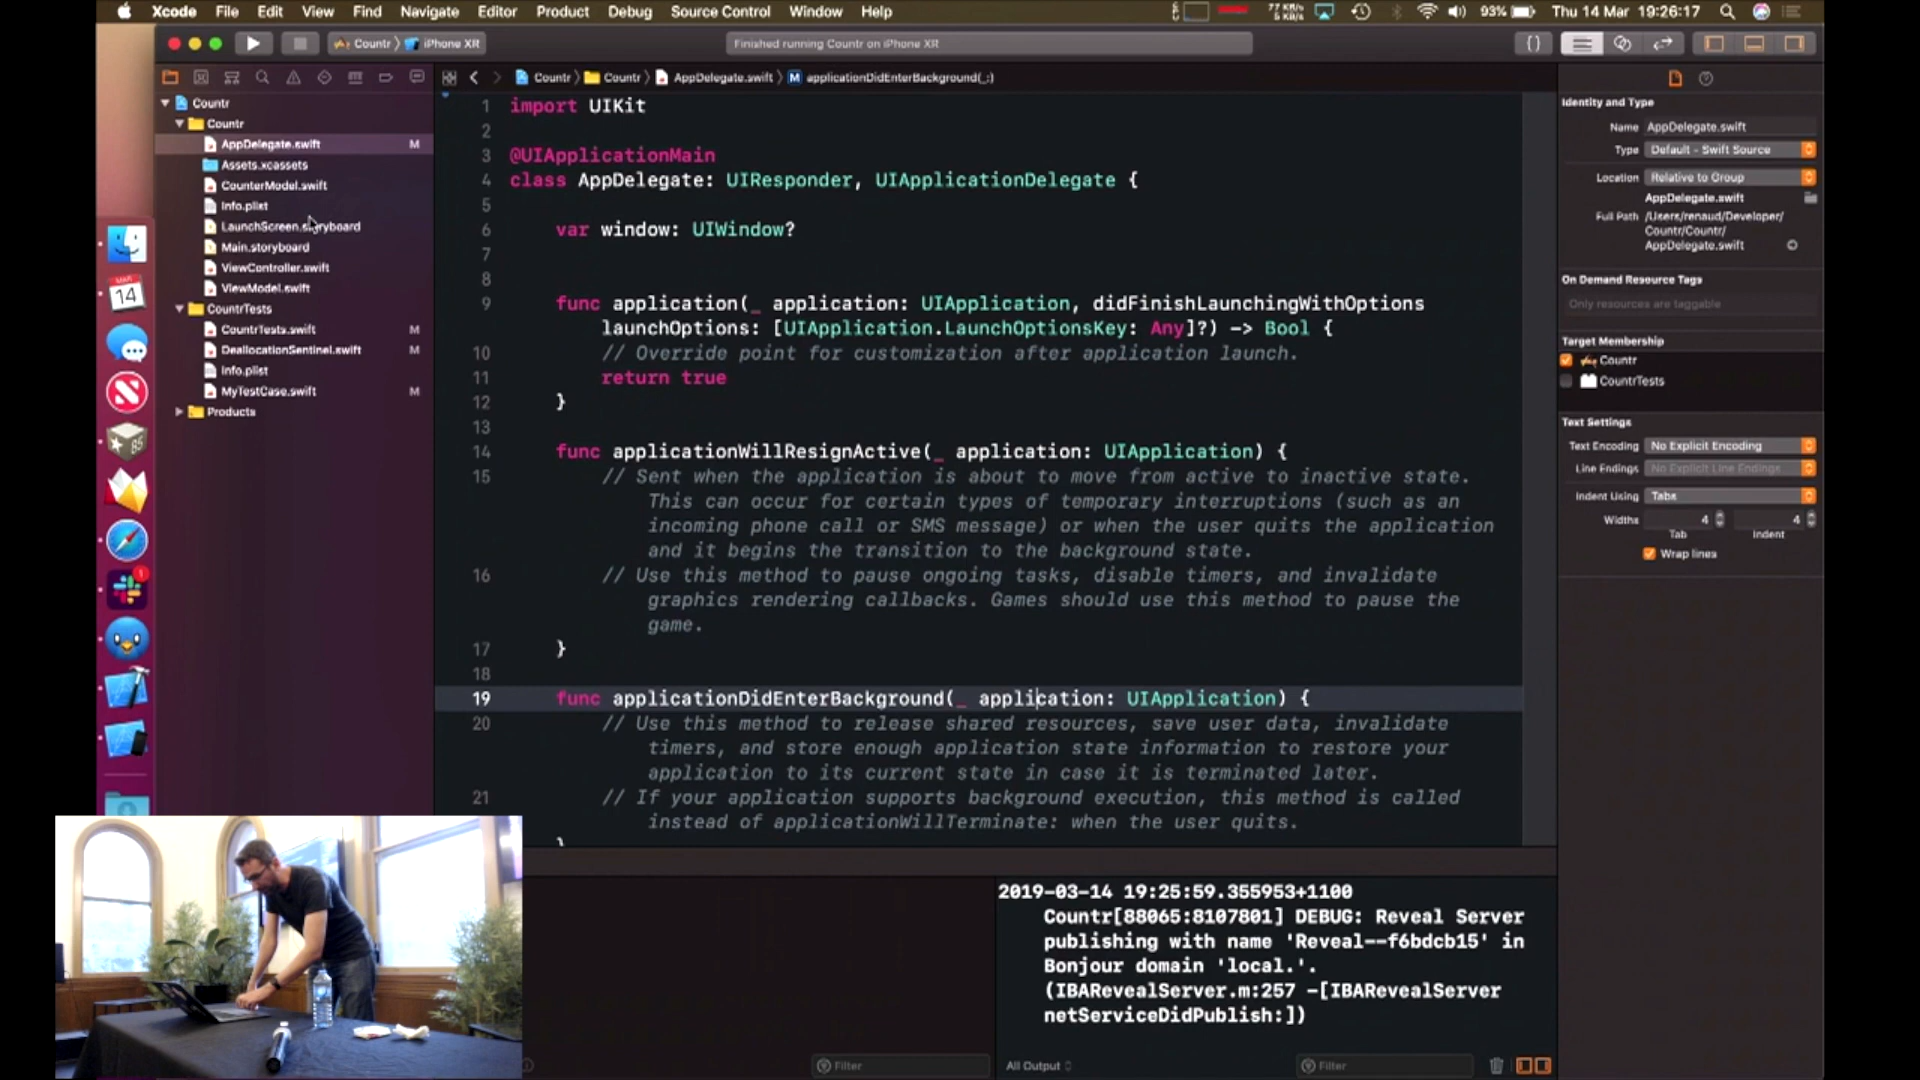 Xcode File Edit View Find Navigate Editor Product Debug Source Control Window Help
93% Thu 14 Mar 19:26:17
Countr iPhone XR
Finished running Countr on iPhone XR
Countr Countr AppDelegate.swift M applicationDidEnterBackground(_:)
Countr
Countr
AppDelegate.swift M
Assets.xcassets
CounterModel.swift
Info.plist
LaunchScreen.storyboard
Main.storyboard
ViewController.swift
ViewModel.swift
CountrTests
CountrTests.swift M
DeallocationSentinel.swift M
Info.plist
MyTestCase.swift M
Products
MAR
14
85
1
1 import UIKit
2
3 @UIApplicationMain
4 class AppDelegate: UIResponder, UIApplicationDelegate {
5
6 var window: UIWindow?
7
8
9 func application(_ application: UIApplication, didFinishLaunchingWithOptions
launchOptions: [UIApplication.LaunchOptionsKey: Any]?) -> Bool {
10 // Override point for customization after application launch.
11 return true
12 }
13
14 func applicationWillResignActive(_ application: UIApplication) {
15 // Sent when the application is about to move from active to inactive state.
This can occur for certain types of temporary interruptions (such as an
incoming phone call or SMS message) or when the user quits the application
and it begins the transition to the background state.
16 // Use this method to pause ongoing tasks, disable timers, and invalidate
graphics rendering callbacks. Games should use this method to pause the
game.
17 }
18
19 func applicationDidEnterBackground(_ application: UIApplication) {
20 // Use this method to release shared resources, save user data, invalidate
timers, and store enough application state information to restore your
application to its current state in case it is terminated later.
21 // If your application supports background execution, this method is called
instead of applicationWillTerminate: when the user quits.
}
Identity and Type
Name AppDelegate.swift
Type Default - Swift Source
Location Relative to Group
AppDelegate.swift
Full Path /Users/renaud/Developer/
Countr/Countr/
AppDelegate.swift
On Demand Resource Tags
Only resources are taggable
Target Membership
Countr
CountrTests
Text Settings
Text Encoding No Explicit Encoding
Line Endings No Explicit Line Endings
Indent Using Tabs
Widths 4 4
Tab Indent
Wrap lines
2019-03-14 19:25:59.355953+1100
Countr[88065:8107801] DEBUG: Reveal Server
publishing with name 'Reveal--f6bdcb15' in
Bonjour domain 'local.'.
(IBARevealServer.m:257 -[IBARevealServer
netServiceDidPublish:])
Filter
All Output
Filter